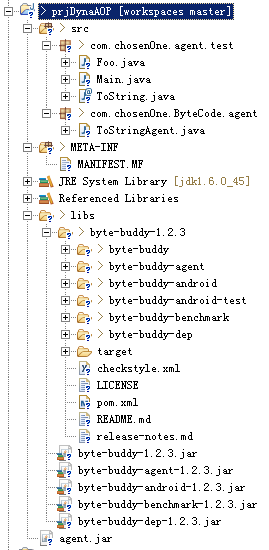 > prjDynaAOP [workspaces master]
> src
> com.chosenOne.agent.test
Foo.java
Main.java
> ToString.java
> com.chosenOne.ByteCode.agent
ToStringAgent.java
> META-INF
MANIFEST.MF
JRE System Library [jdk1.6.0_45]
Referenced Libraries
> libs
> byte-buddy-1.2.3
> byte-buddy
> byte-buddy-agent
> byte-buddy-android
> byte-buddy-android-test
> byte-buddy-benchmark
> byte-buddy-dep
target
checkstyle.xml
LICENSE
pom.xml
README.md
release-notes.md
byte-buddy-1.2.3.jar
byte-buddy-agent-1.2.3.jar
byte-buddy-android-1.2.3.jar
byte-buddy-benchmark-1.2.3.jar
byte-buddy-dep-1.2.3.jar
agent.jar